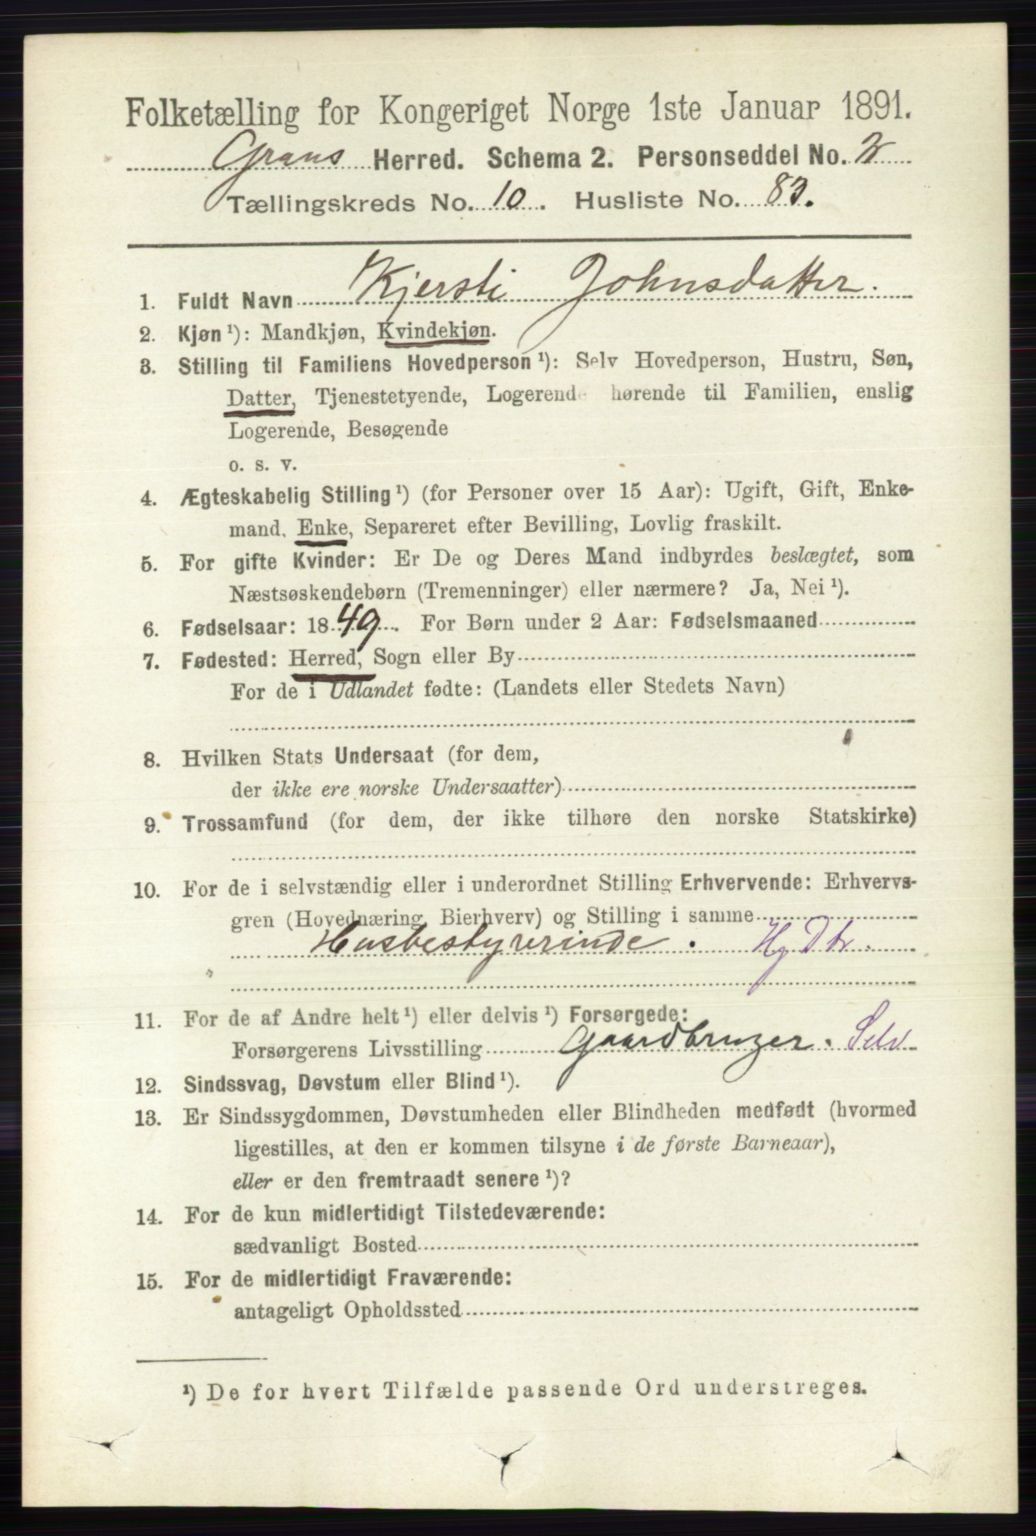 Folketælling for Kongeriget Norge 1ste Januar 1891.
Grans Herred. Schema 2. Personseddel No. 2
Tællingskreds No. 10. Husliste No. 83.
1. Fuldt Navn Kjersti Johnsdatter.
2. Kjøn ¹): Mandkjøn, Kvindekjøn.
3. Stilling til Familiens Hovedperson ¹): Selv Hovedperson, Hustru, Søn,
Datter, Tjenestetyende, Logerende hørende til Familien, enslig
Logerende, Besøgende
o. s. v.
4. Ægteskabelig Stilling ¹) (for Personer over 15 Aar): Ugift, Gift, Enke-
mand, Enke, Separeret efter Bevilling, Lovlig fraskilt.
5. For gifte Kvinder: Er De og Deres Mand indbyrdes beslægtet, som
Næstsøskendebørn (Tremenninger) eller nærmere? Ja, Nei ¹).
6. Fødselsaar: 1849. For Børn under 2 Aar: Fødselsmaaned
7. Fødested: Herred, Sogn eller By
For de i Udlandet fødte: (Landets eller Stedets Navn)
8. Hvilken Stats Undersaat (for dem,
der ikke ere norske Undersaatter)
9. Trossamfund (for dem, der ikke tilhøre den norske Statskirke)
10. For de i selvstændig eller i underordnet Stilling Erhvervende: Erhvervs-
gren (Hovednæring, Bierhverv) og Stilling i samme
Husbestyrerinde. Hg Dtr.
11. For de af Andre helt ¹) eller delvis ¹) Forsørgede:
Forsørgerens Livsstilling Gaardbruger. Selv
12. Sindssvag, Døvstum eller Blind ¹).
13. Er Sindssygdommen, Døvstumheden eller Blindheden medfødt (hvormed
ligestilles, at den er kommen tilsyne i de første Barneaar),
eller er den fremtraadt senere ¹)?
14. For de kun midlertidigt Tilstedeværende:
sædvanligt Bosted
15. For de midlertidigt Fraværende:
antageligt Opholdssted
¹) De for hvert Tilfælde passende Ord understreges.